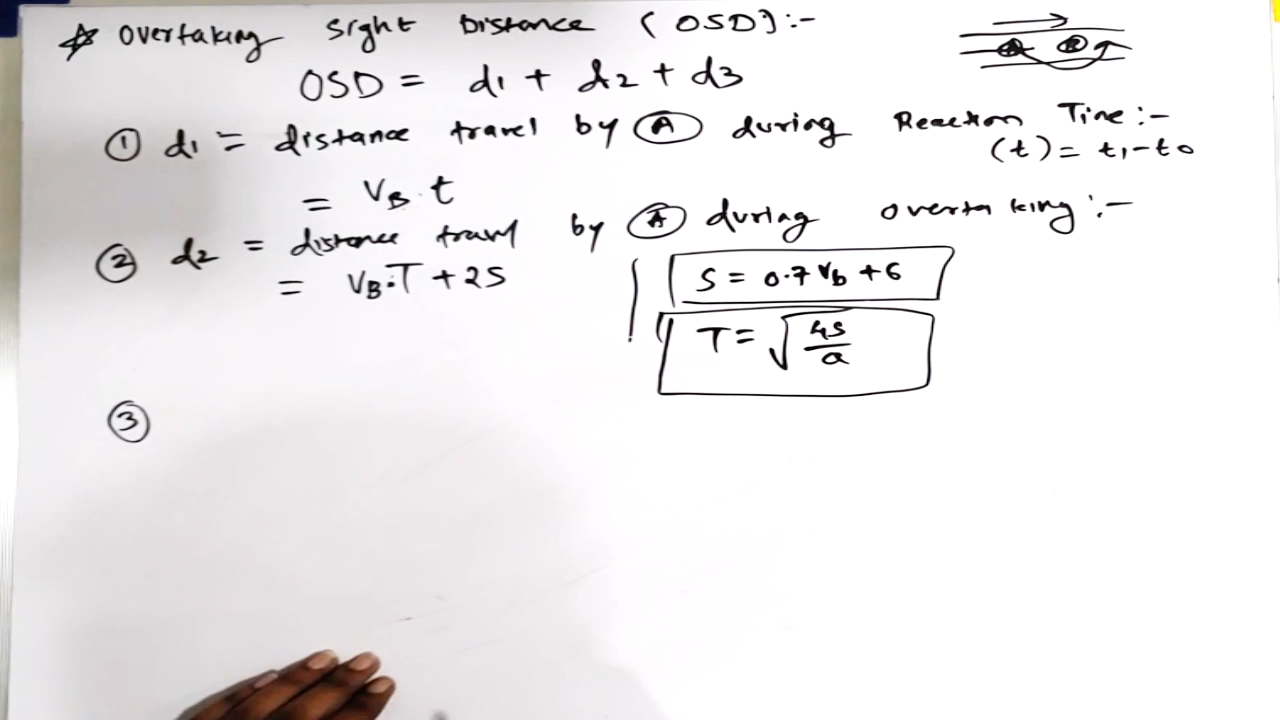 ☆ Overtaking Sight Distance (OSD):-
OSD = d1 + d2 + d3
① d1 = distance travel by Ⓐ during Reaction Time:-
(t) = t1-t0
= VB.t
② d2 = distance travl by Ⓐ during overtaking:-
= VB.T + 2S
S = 0.7 Vb + 6
T = √4s/a
③